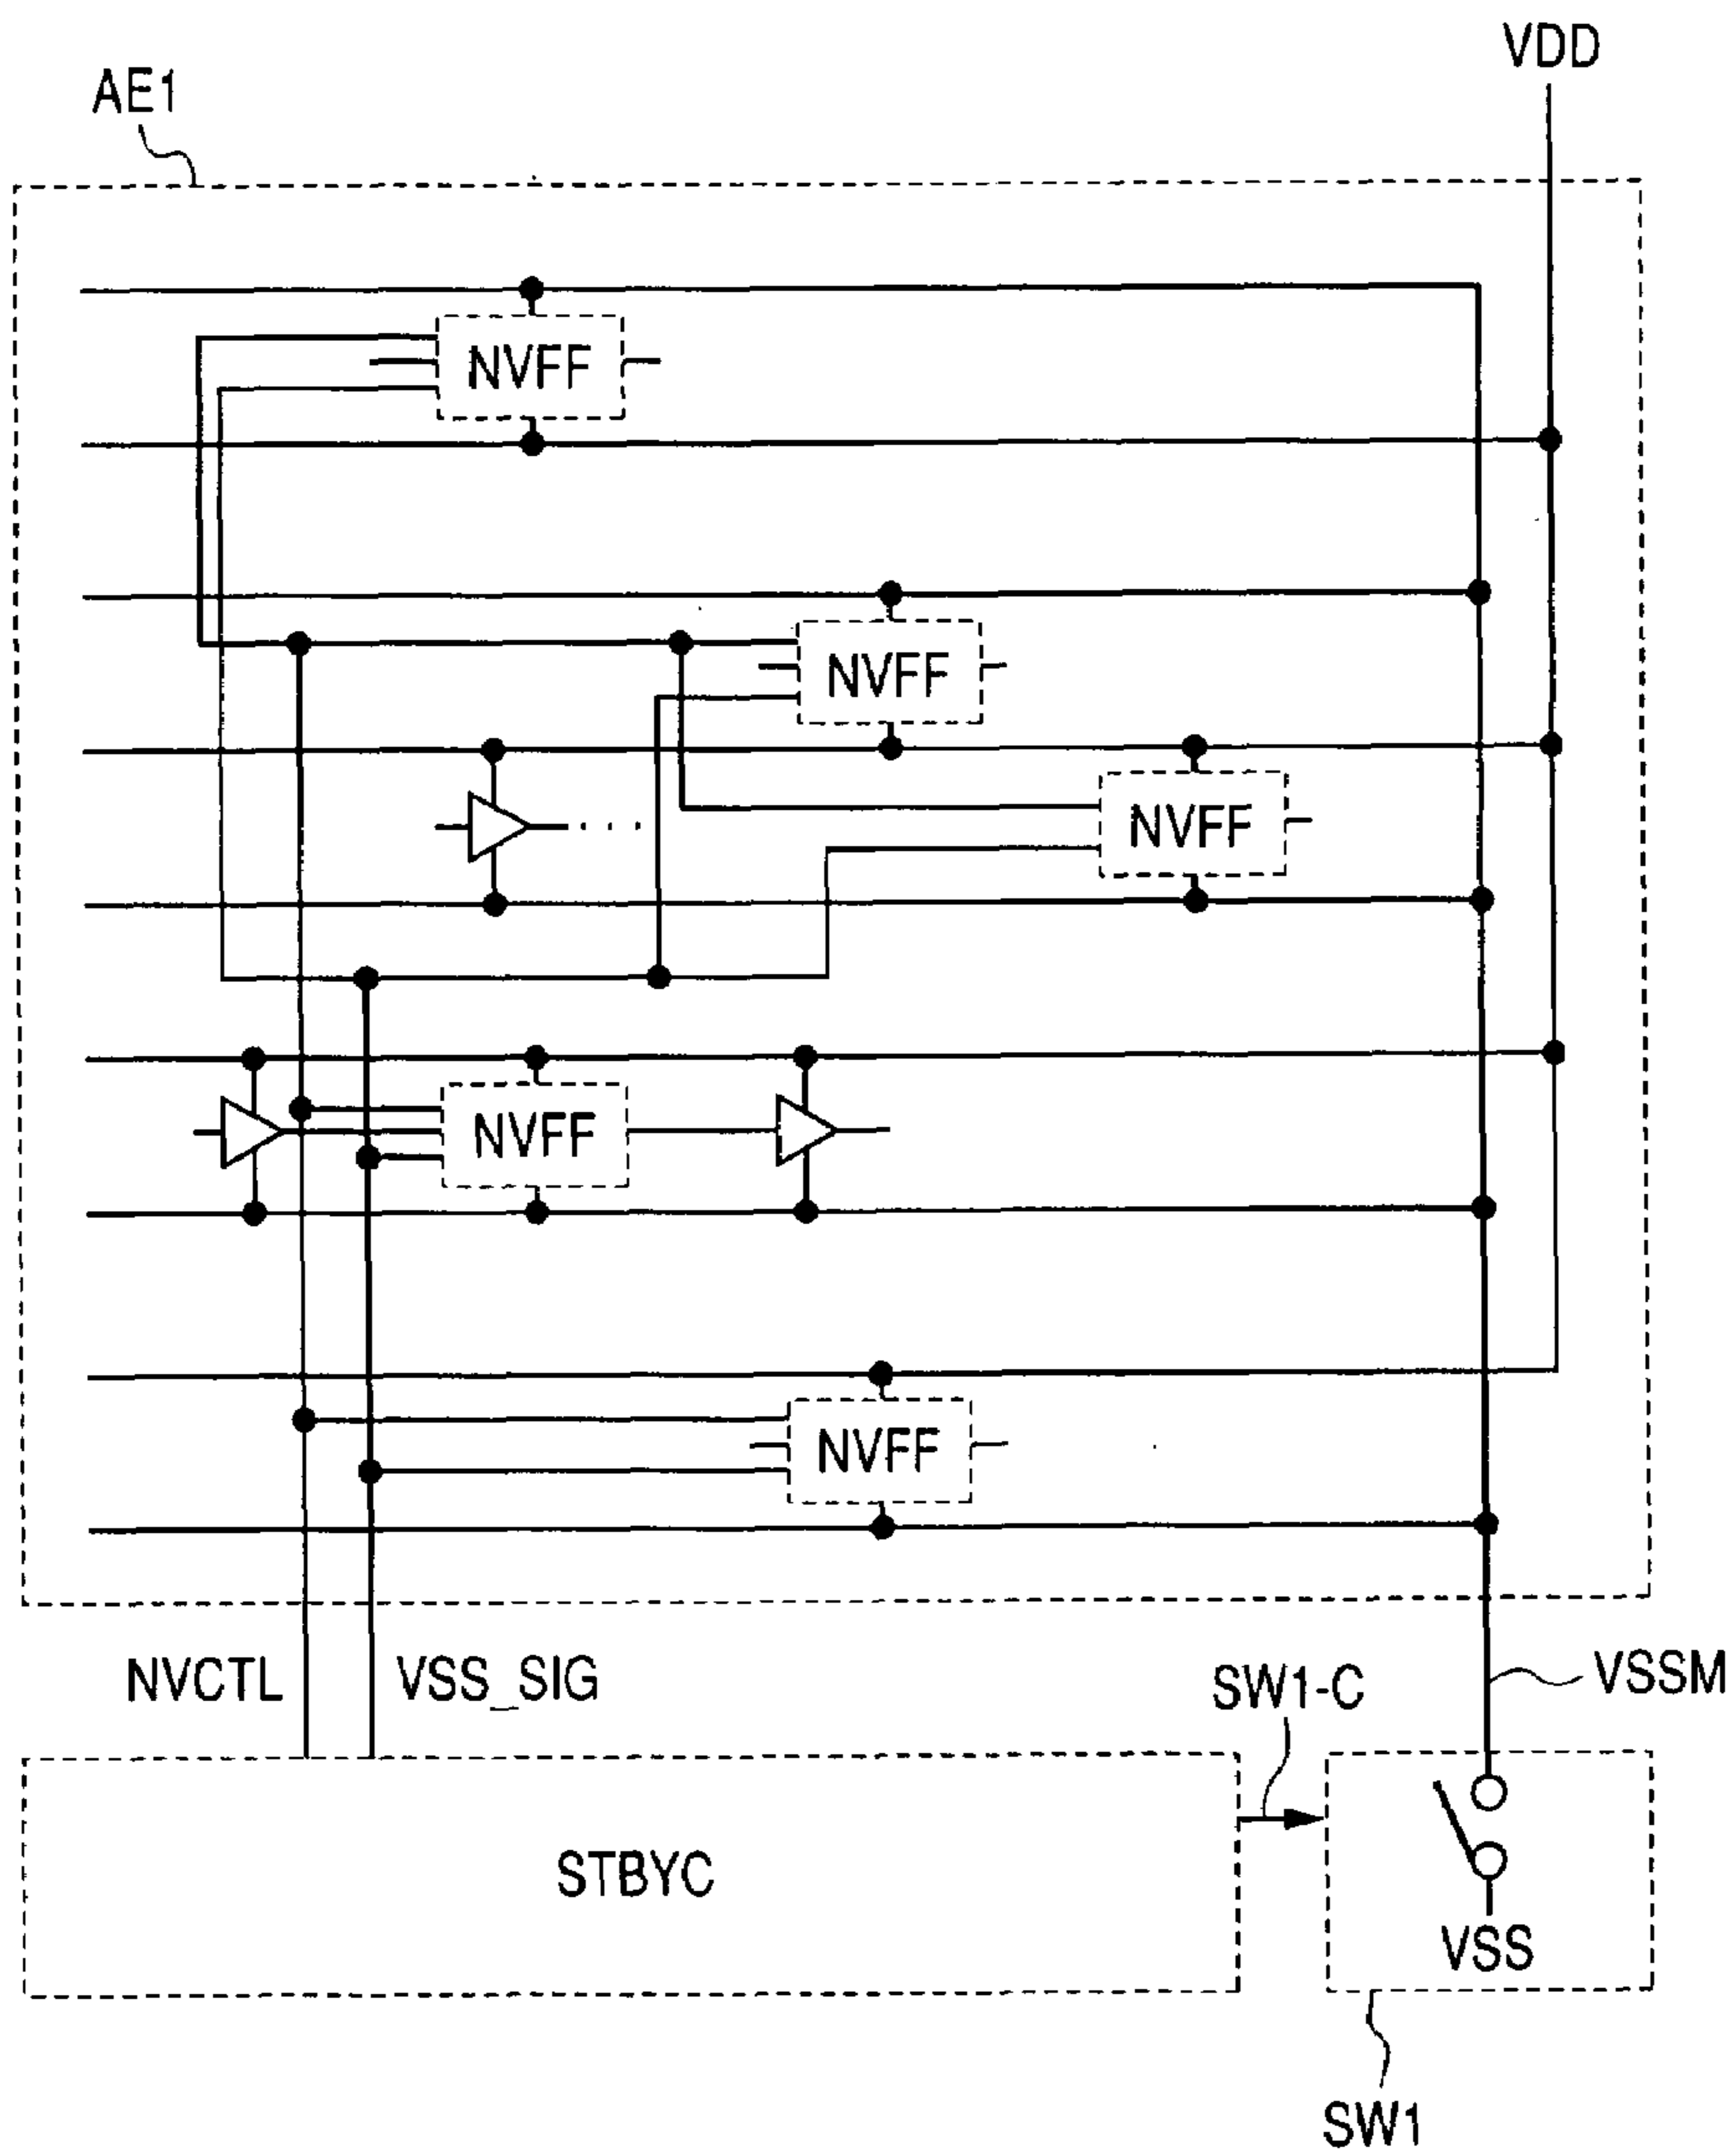 VDD
AE1
NVFF
NVFF
NVFF
NVFF
NVFF
NVCTL
VSS_SIG
SW1-C
VSSM
STBYC
VSS
SW1